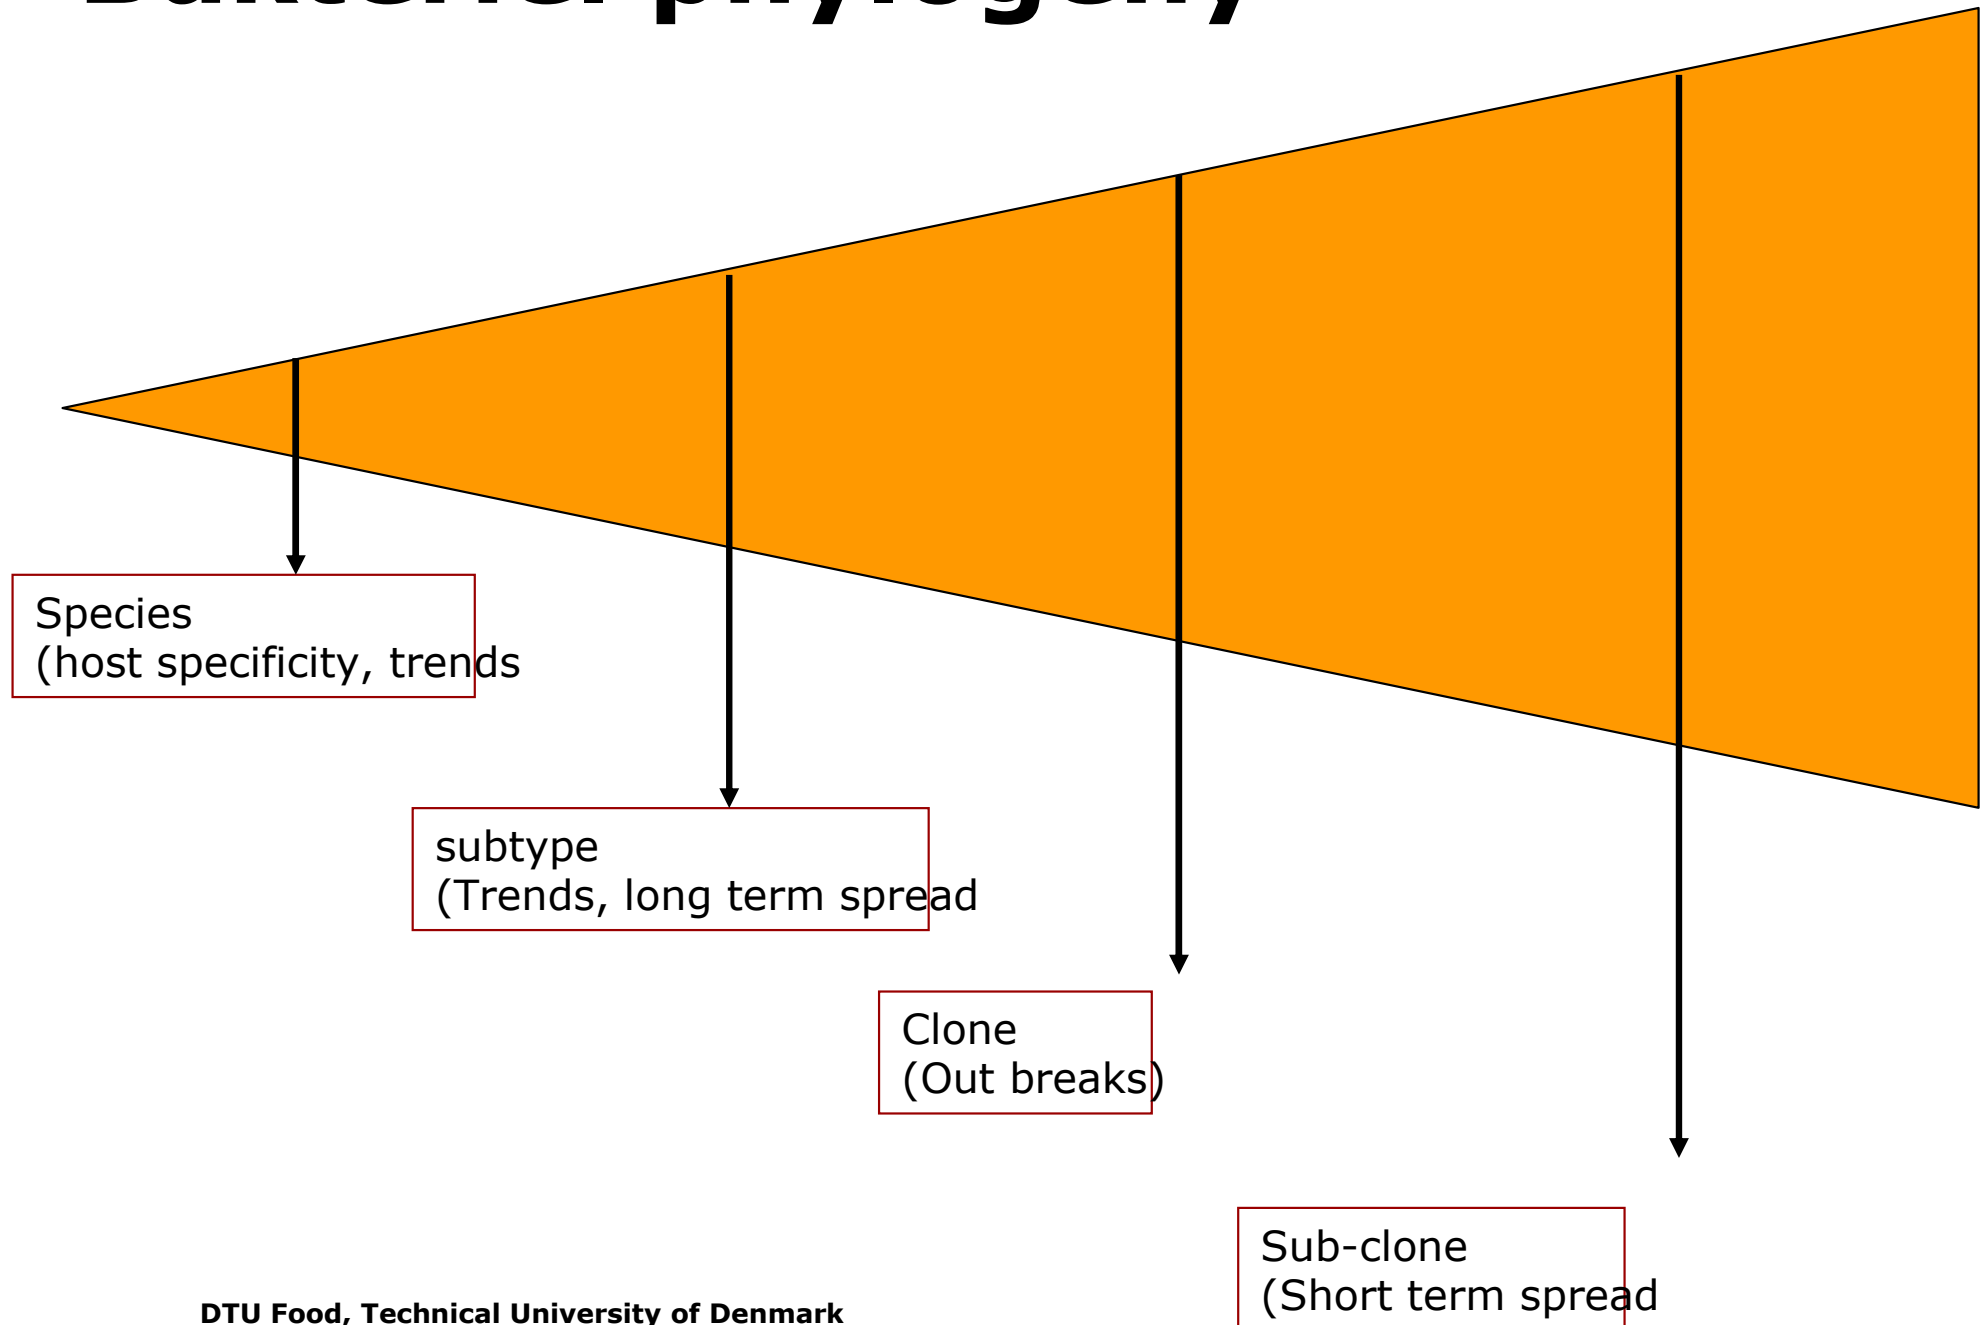 phylogeny
Species
(host specificity, trends
subtype
(Trends, long term spread
Clone
(Out breaks)
Sub-clone
(Short term spread
DTU Food, Technical University of Denmark